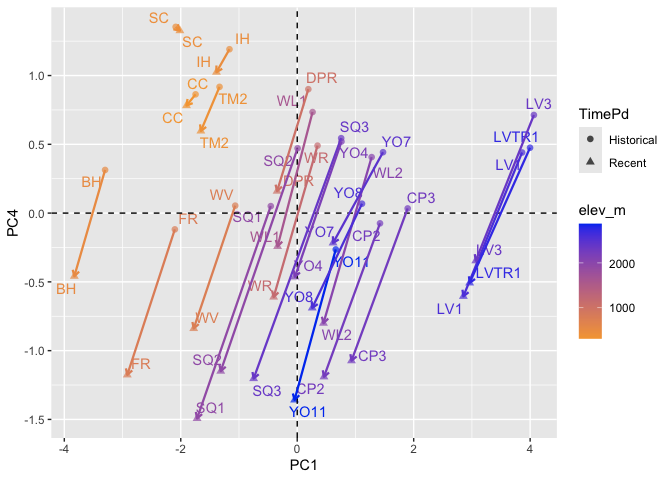 SC
SC
IH
IH
CC
CC
TM2
TM2
DPR
WL1
SQ3
YO7
LV3
LVTR1
SQ2
WR
YO4
LV
WL2
BH
DPR
YO8
CP3
WV
FR
SQ1
WL1
YO7
CP2
YO11
YO4
LV3
LVTR1
BH
WR
YO8
LV1
WV
WL2
FR
SQ2
CP3
SQ3
CP2
SQ1
YO11
1.0
0.5
0.0
-0.5
-1.0
-1.5
PC4
-4
-2
0
2
4
PC1
TimePd
Historical
Recent
elev_m
2000
1000